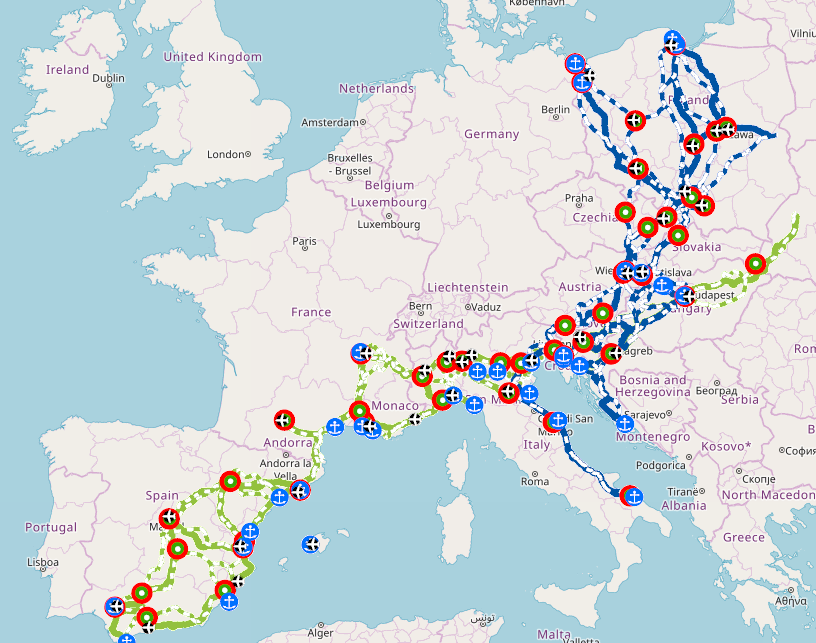 København
Vilniu
Ireland
United Kingdom
Dublin
Netherlands
Berlin
Amsterdam
Germany
London
Bruxelles
- Brussel
Belgium
Praha
Luxembourg
Luxembourg
Czechia
Paris
Slovakia
Liechtenstein
Austria
Budapest
Bern
Vaduz
France
Switzerland
Zagreb
Rom
Bosnia and
Herzegovina
Београд
Monaco
Serbia
Sarajevo
Andorra
Montenegro
Italy
Kosovo*
София
Andorra la
Vella
Podgorica
Скопје
Roma
Tiranë
Spain
North Macedon
Albania
Portugal
Greece
Lisboa
Αθήνα
تونس
Alger
Malta
Valletta